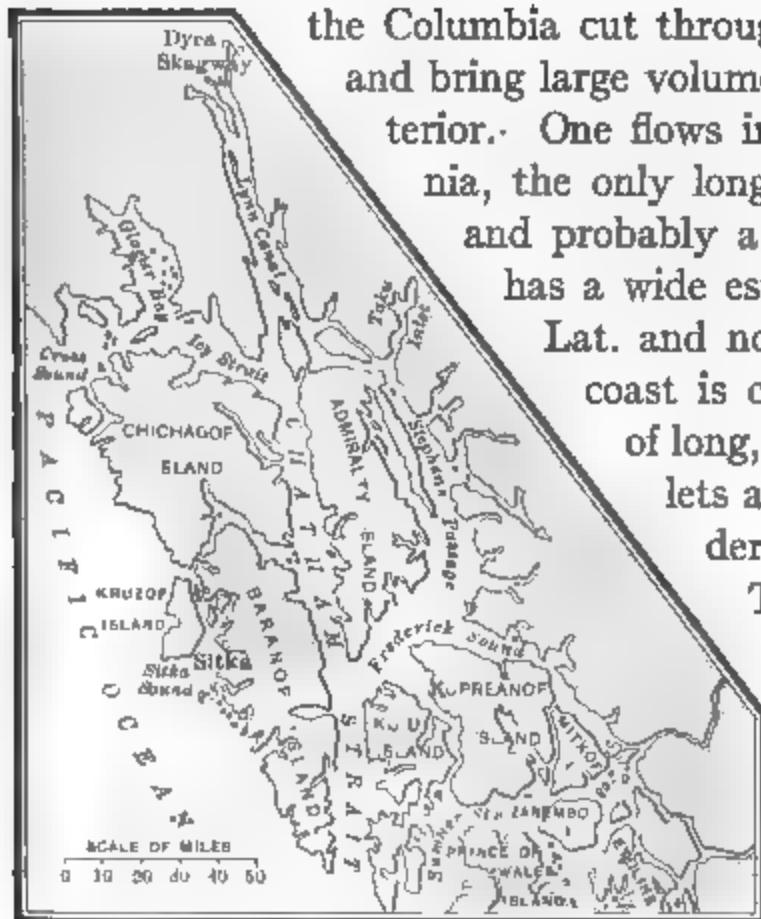 the Columbia cut throug
and bring large volum
terior. One flows in
nia, the only long
and probably a
has a wide es
Lat. and no
coast is c
of long,
lets a
der
T
Dyea
Skagway
Lynn Canal
Glacier Bay
Taku
Inlet
Icy Strait
Cross
Sound
CHICHAGOF
ISLAND
ADMIRALTY
ISLAND
Stephens Passage
CHATHAM
STRAIT
PACIFIC OCEAN
KRUZOF
ISLAND
BARANOF
ISLAND
Sitka
Sitka
Sound
Frederick Sound
KUPREANOF
ISLAND
KUIU
ISLAND
MITKOF
I.
Sumner Str.
ZAREMBO
I.
PRINCE OF
WALES
ISLAND
SCALE OF MILES
0 10 20 30 40 50